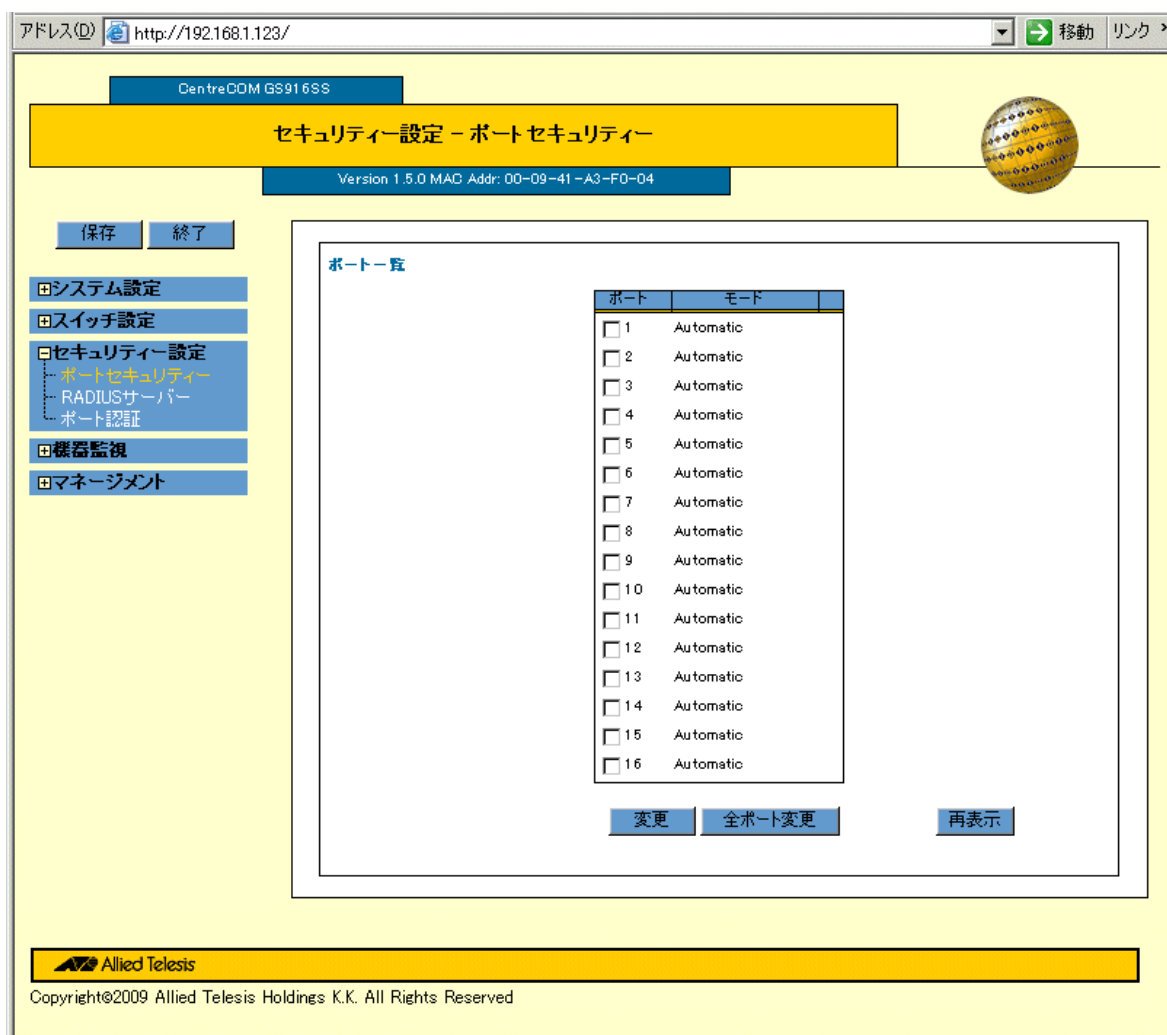 アドレス(D) http://192.168.1.123/ 移動 リンク
CentreCOM GS916SS
セキュリティー設定 - ポートセキュリティー
Version 1.5.0 MAC Addr: 00-09-41-A3-F0-04
保存 終了
システム設定
スイッチ設定
セキュリティー設定
ポートセキュリティー
RADIUSサーバー
ポート認証
機器監視
マネージメント
ポート一覧
ポート モード
1 Automatic
2 Automatic
3 Automatic
4 Automatic
5 Automatic
6 Automatic
7 Automatic
8 Automatic
9 Automatic
10 Automatic
11 Automatic
12 Automatic
13 Automatic
14 Automatic
15 Automatic
16 Automatic
変更 全ポート変更 再表示
Allied Telesis
Copyright©2009 Allied Telesis Holdings K.K. All Rights Reserved